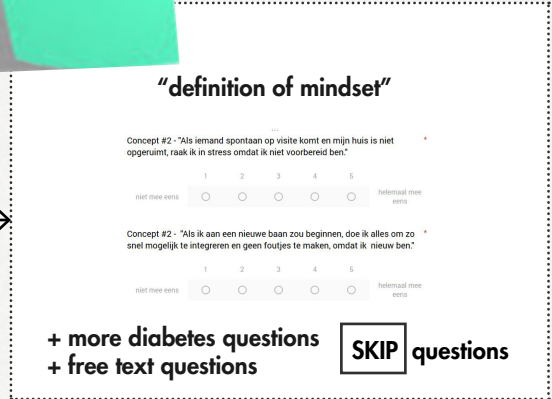 “definition of mindset”
...
Concept #2 - "Als iemand spontaan op visite komt en mijn huis is niet *
opgeruimt, raak ik in stress omdat ik niet voorbereid ben."
1 2 3 4 5
niet mee eens helemaal mee
eens
Concept #2 - "Als ik aan een nieuwe baan zou beginnen, doe ik alles om zo *
snel mogelijk te integreren en geen foutjes te maken, omdat ik nieuw ben."
1 2 3 4 5
niet mee eens helemaal mee
eens
+ more diabetes questions
+ free text questions
SKIP questions